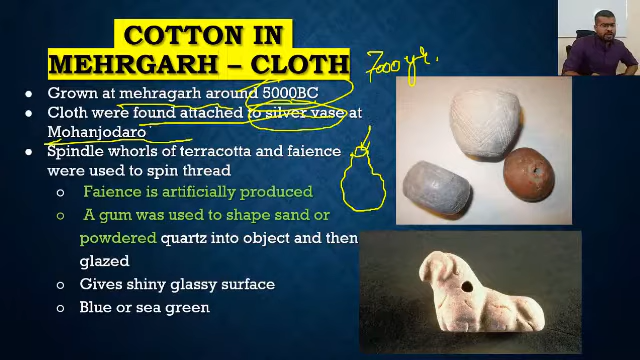 COTTON IN
MEHRGARH – CLOTH
7000 yr.
● Grown at mehragarh around 5000BC
● Cloth were found attached to silver vase at
Mohanjodaro
● Spindle whorls of terracotta and faience
were used to spin thread
○ Faience is artificially produced
○ A gum was used to shape sand or
powdered quartz into object and then
glazed
○ Gives shiny glassy surface
○ Blue or sea green